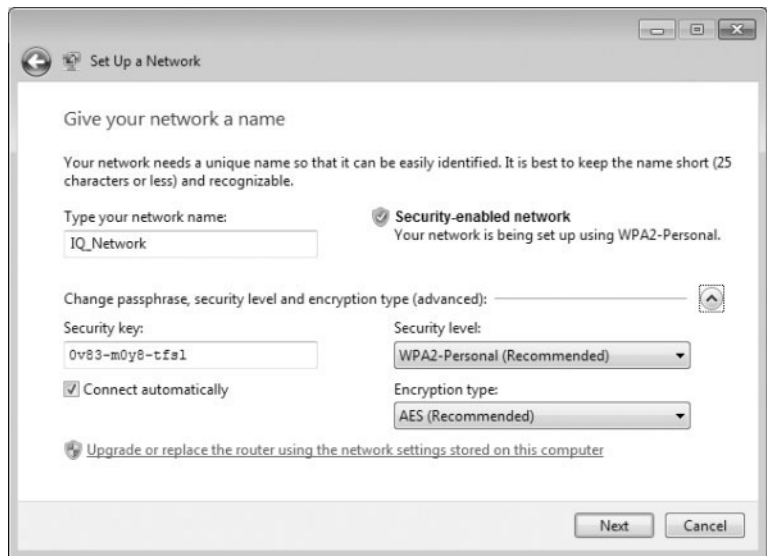 Set Up a Network
Give your network a name
Your network needs a unique name so that it can be easily identified. It is best to keep the name short (25
characters or less) and recognizable.
Type your network name:
IQ_Network
Security-enabled network
Your network is being set up using WPA2-Personal.
Change passphrase, security level and encryption type (advanced):
Security key:
0v83-m0y8-tfsl
Security level:
WPA2-Personal (Recommended)
Connect automatically
Encryption type:
AES (Recommended)
Upgrade or replace the router using the network settings stored on this computer
Next
Cancel